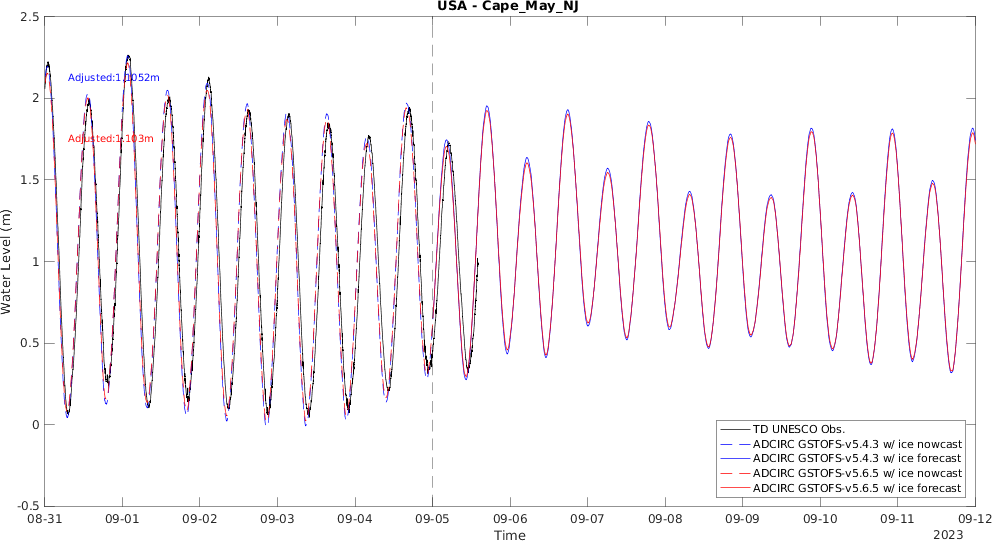 USA - Cape_May_NJ
2.5
2
1.5
1
0.5
0
-0.5
Water Level (m)
Adjusted:1.1052m
Adjusted:1.103m
TD UNESCO Obs.
ADCIRC GSTOFS-v5.4.3 w/ ice nowcast
ADCIRC GSTOFS-v5.4.3 w/ ice forecast
ADCIRC GSTOFS-v5.6.5 w/ ice nowcast
ADCIRC GSTOFS-v5.6.5 w/ ice forecast
08-31 09-01 09-02 09-03 09-04 09-05 09-06 09-07 09-08 09-09 09-10 09-11 09-12
Time
2023